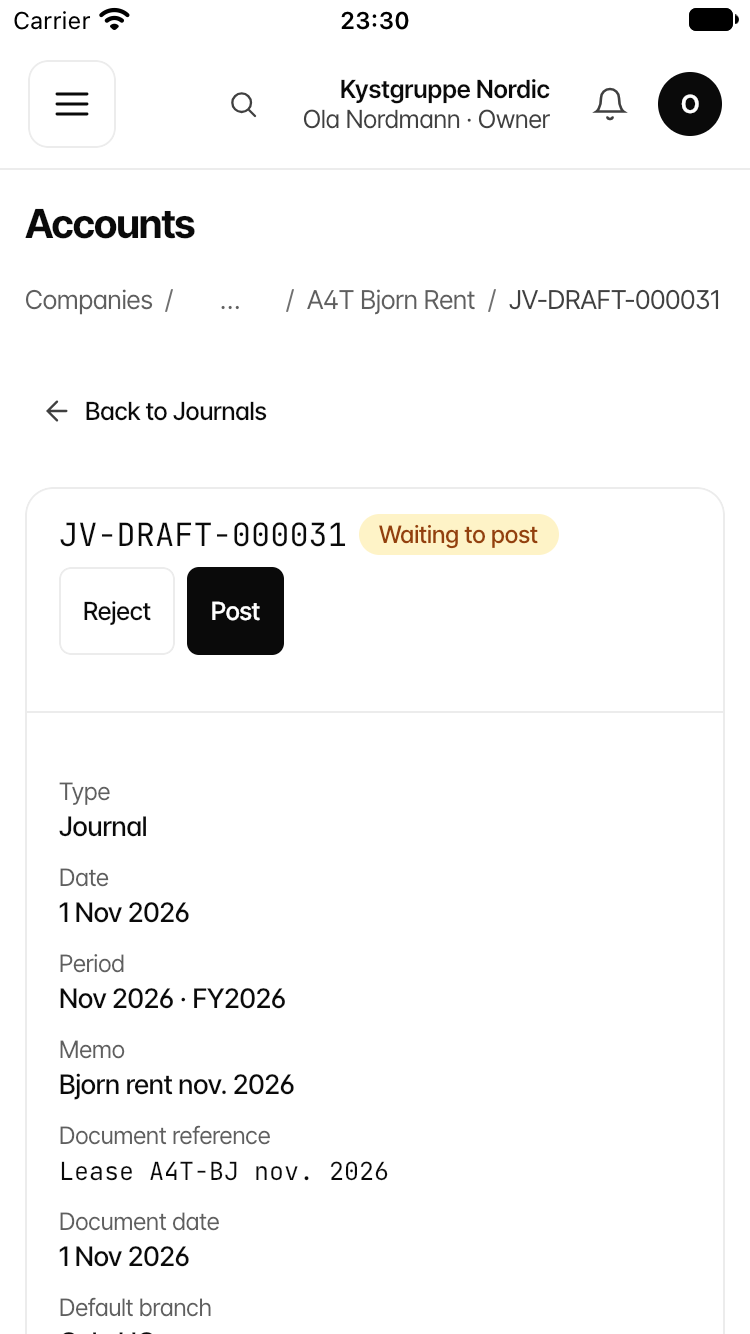 Carrier 23:30
Kystgruppe Nordic
Ola Nordmann · Owner
O
Accounts
Companies / ... / A4T Bjorn Rent / JV-DRAFT-000031
Back to Journals
JV-DRAFT-000031 Waiting to post
Reject Post
Type
Journal
Date
1 Nov 2026
Period
Nov 2026 · FY2026
Memo
Bjorn rent nov. 2026
Document reference
Lease A4T-BJ nov. 2026
Document date
1 Nov 2026
Default branch